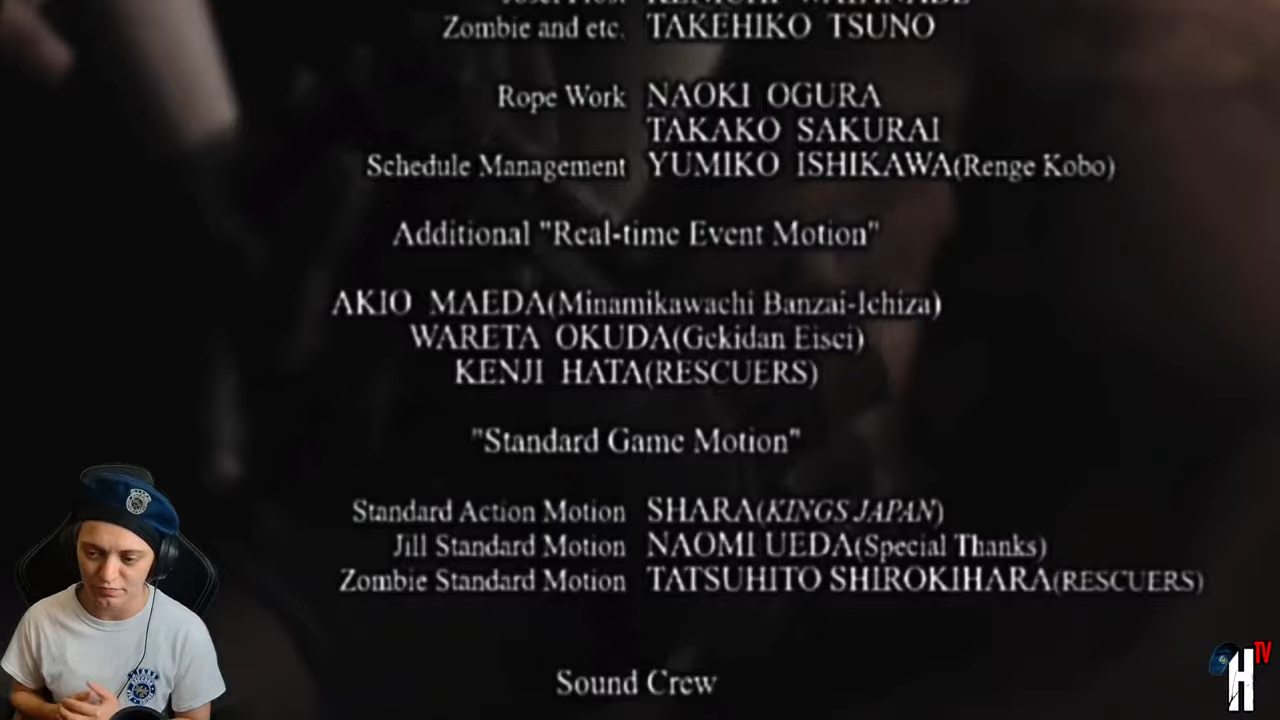 Zombie and etc. TAKEHIKO TSUNO
Rope Work NAOKI OGURA
TAKAKO SAKURAI
Schedule Management YUMIKO ISHIKAWA(Renge Kobo)
Additional "Real-time Event Motion"
AKIO MAEDA(Minamikawachi Banzai-Ichiza)
WARETA OKUDA(Gekidan Eisei)
KENJI HATA(RESCUERS)
"Standard Game Motion"
Standard Action Motion SHARA(KINGS JAPAN)
Jill Standard Motion NAOMI UEDA(Special Thanks)
Zombie Standard Motion TATSUHITO SHIROKIHARA(RESCUERS)
Sound Crew
H TV